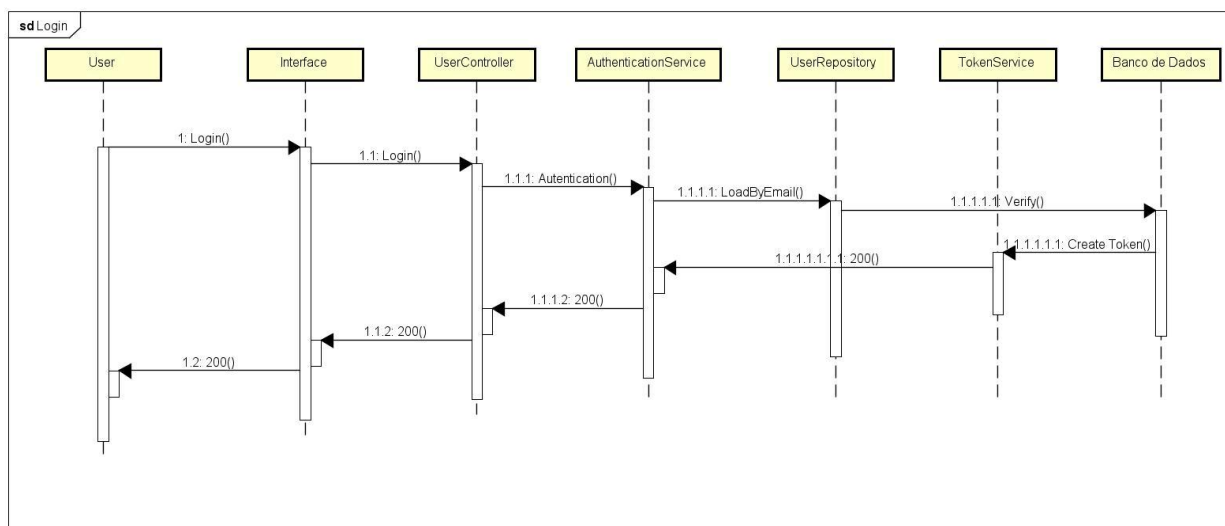 sd Login
User
Interface
UserController
AuthenticationService
UserRepository
TokenService
Banco de Dados
1: Login()
1.1: Login()
1.1.1: Autentication()
1.1.1.1: LoadByEmail()
1.1.1.1.1: Verify()
1.1.1.1.1.1: Create Token()
1.1.1.1.1.1.1: 200()
1.1.1.2: 200()
1.1.2: 200()
1.2: 200()